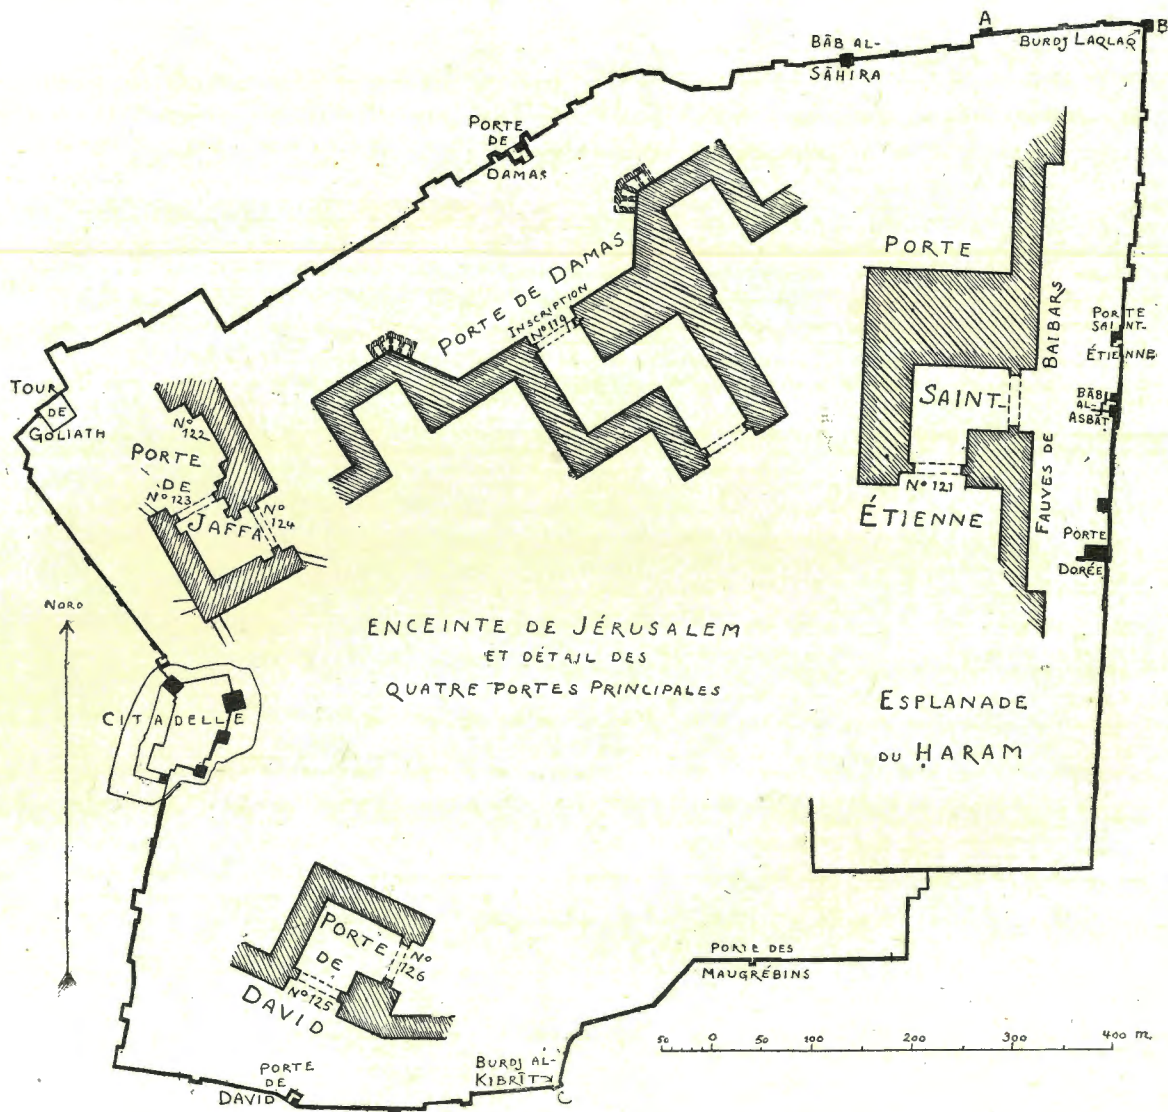 A
B
BĀB AL-
SĀHIRA
BURDJ LAQLAQ
PORTE
DE
DAMAS
PORTE DE DAMAS
INSCRIPTION
Nº 119
PORTE
SAINT-
ÉTIENNE
Nº 121
FAUVES DE BAIBARS
PORTE
SAINT-
ÉTIENNE
BĀB
AL-
ASBĀṬ
PORTE
DORÉE
TOUR
DE
GOLIATH
Nº 122
PORTE
DE
JAFFA
Nº 123
Nº 124
NORD
ENCEINTE DE JÉRUSALEM
ET DÉTAIL DES
QUATRE PORTES PRINCIPALES
CITADELLE
ESPLANADE
DU ḤARAM
PORTE
DE
DAVID
Nº 125
Nº 126
PORTE DES
MAUGRÉBINS
50 0 50 100 200 300 400 m.
BURDJ AL-
KIBRĪT
C
PORTE
DE
DAVID